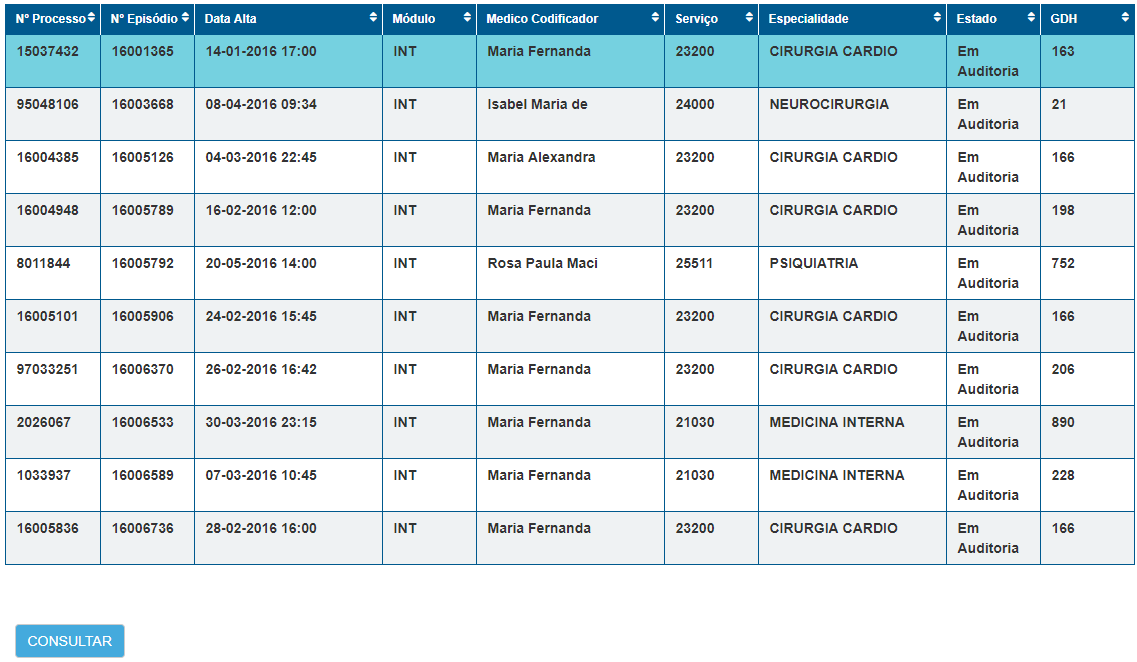 Nº Processo Nº Episódio Data Alta Módulo Medico Codificador Serviço Especialidade Estado GDH
15037432 16001365 14-01-2016 17:00 INT Maria Fernanda 23200 CIRURGIA CARDIO Em Auditoria 163
95048106 16003668 08-04-2016 09:34 INT Isabel Maria de 24000 NEUROCIRURGIA Em Auditoria 21
16004385 16005126 04-03-2016 22:45 INT Maria Alexandra 23200 CIRURGIA CARDIO Em Auditoria 166
16004948 16005789 16-02-2016 12:00 INT Maria Fernanda 23200 CIRURGIA CARDIO Em Auditoria 198
8011844 16005792 20-05-2016 14:00 INT Rosa Paula Maci 25511 PSIQUIATRIA Em Auditoria 752
16005101 16005906 24-02-2016 15:45 INT Maria Fernanda 23200 CIRURGIA CARDIO Em Auditoria 166
97033251 16006370 26-02-2016 16:42 INT Maria Fernanda 23200 CIRURGIA CARDIO Em Auditoria 206
2026067 16006533 30-03-2016 23:15 INT Maria Fernanda 21030 MEDICINA INTERNA Em Auditoria 890
1033937 16006589 07-03-2016 10:45 INT Maria Fernanda 21030 MEDICINA INTERNA Em Auditoria 228
16005836 16006736 28-02-2016 16:00 INT Maria Fernanda 23200 CIRURGIA CARDIO Em Auditoria 166
CONSULTAR